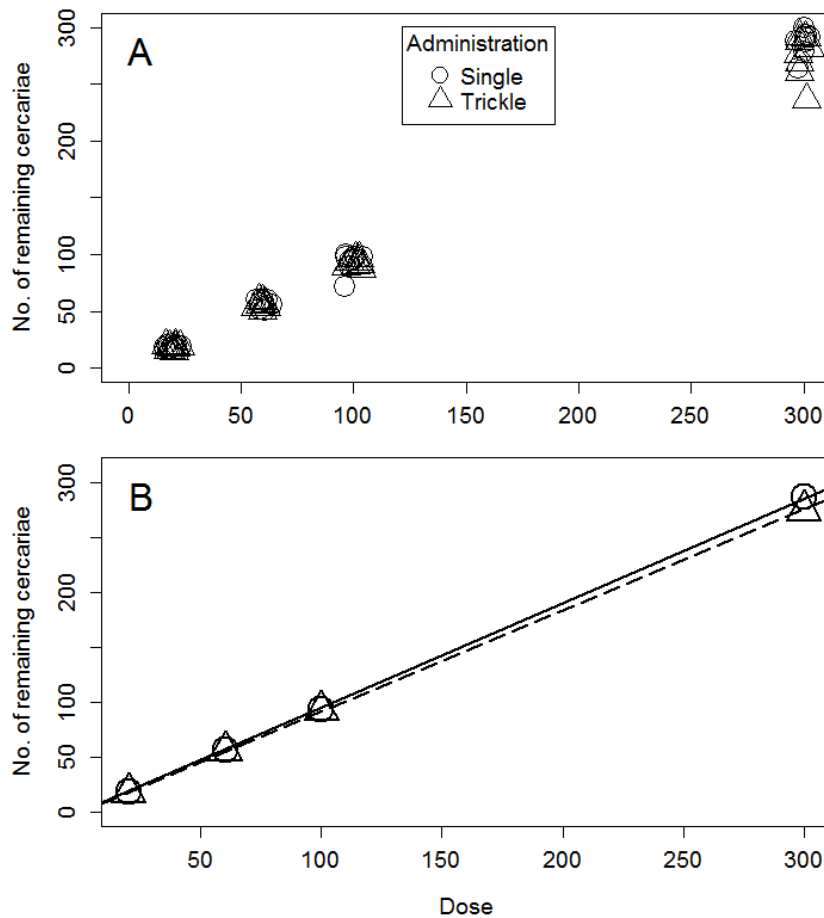 A
Administration
Single
Trickle
No. of remaining cercariae
300
200
100
50
0
0 50 100 150 200 250 300
B
No. of remaining cercariae
300
200
100
50
0
50 100 150 200 250 300
Dose